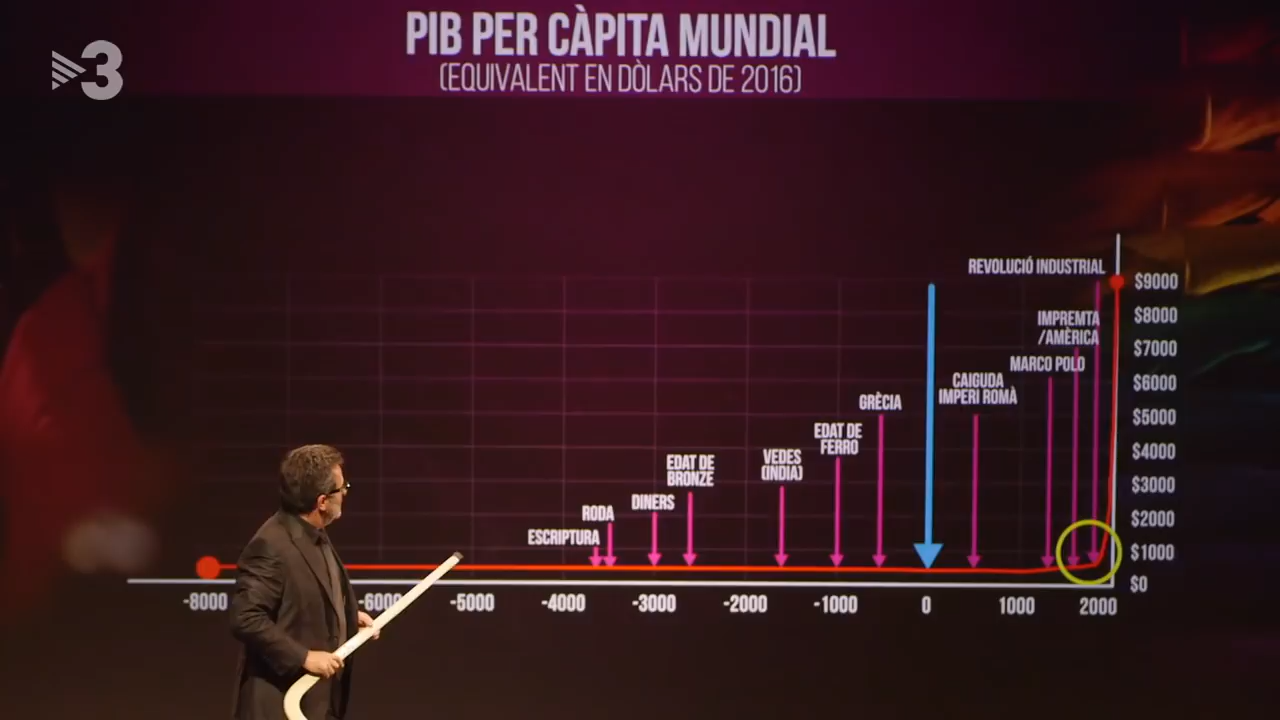 PIB PER CÀPITA MUNDIAL
(EQUIVALENT EN DÒLARS DE 2016)
3
REVOLUCIÓ INDUSTRIAL
$9000
IMPREMTA
/AMÈRICA
$8000
MARCO POLO
$7000
CAIGUDA
IMPERI ROMÀ
$6000
GRÈCIA
$5000
EDAT DE
FERRO
$4000
VEDES
(ÍNDIA)
EDAT DE
BRONZE
$3000
DINERS
RODA
$2000
ESCRIPTURA
$1000
$0
-8000
-6000
-5000
-4000
-3000
-2000
-1000
0
1000
2000